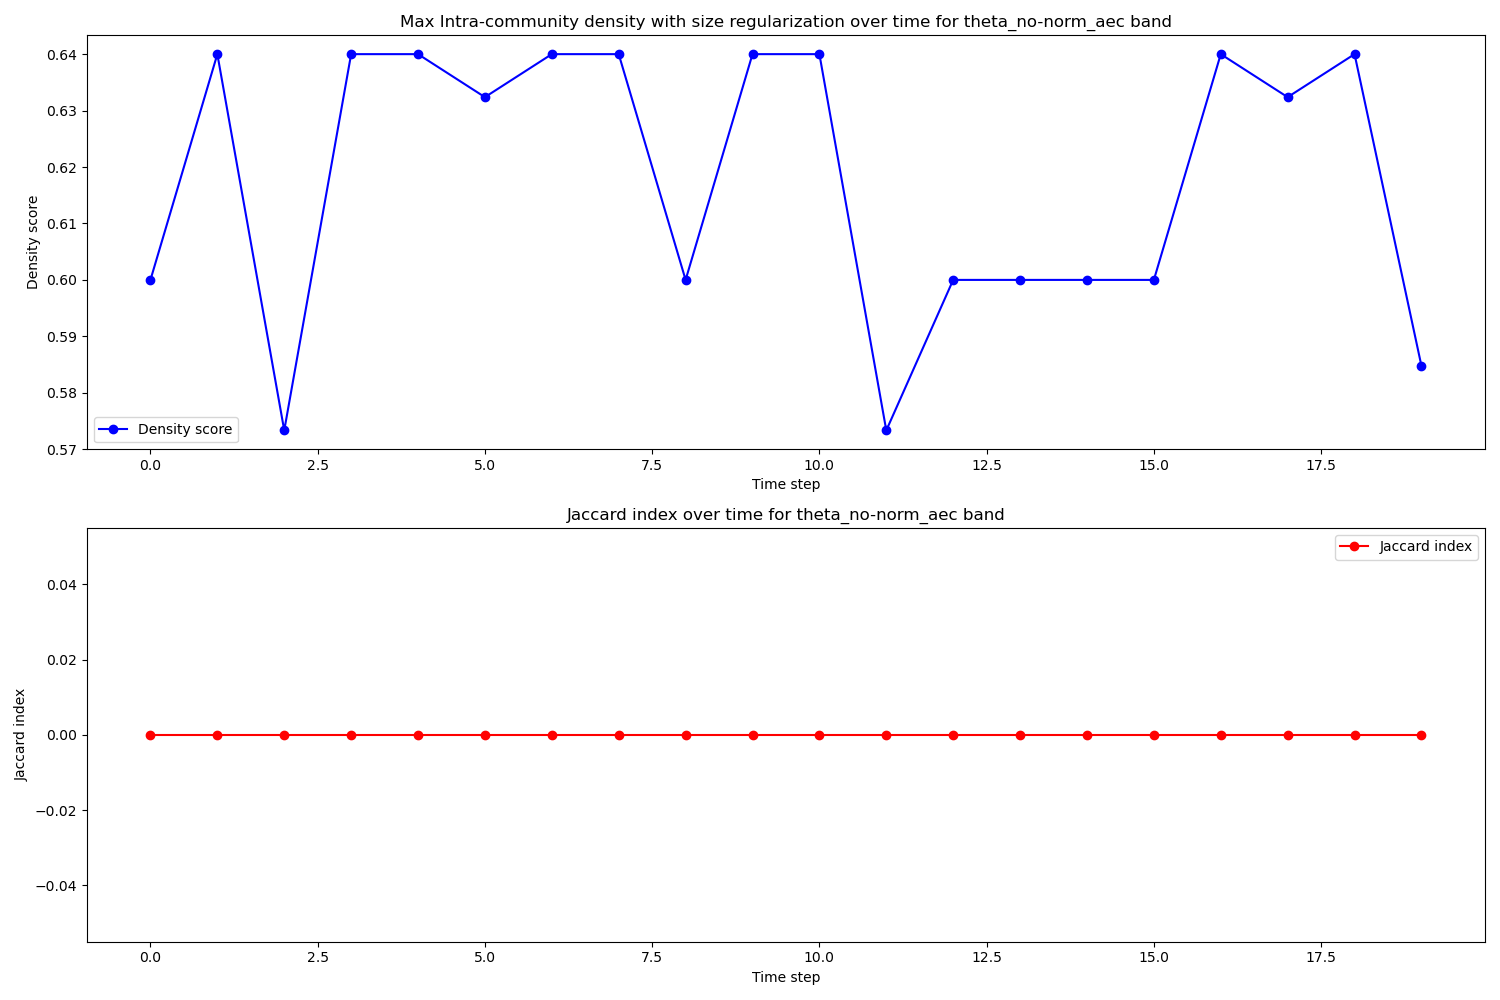 Max Intra-community density with size regularization over time for theta_no-norm_aec band
Density score
0.64
0.63
0.62
0.61
0.60
0.59
0.58
0.57
Density score
0.0 2.5 5.0 7.5 10.0 12.5 15.0 17.5
Time step
Jaccard index over time for theta_no-norm_aec band
Jaccard index
Jaccard index
0.04
0.02
0.00
−0.02
−0.04
0.0 2.5 5.0 7.5 10.0 12.5 15.0 17.5
Time step